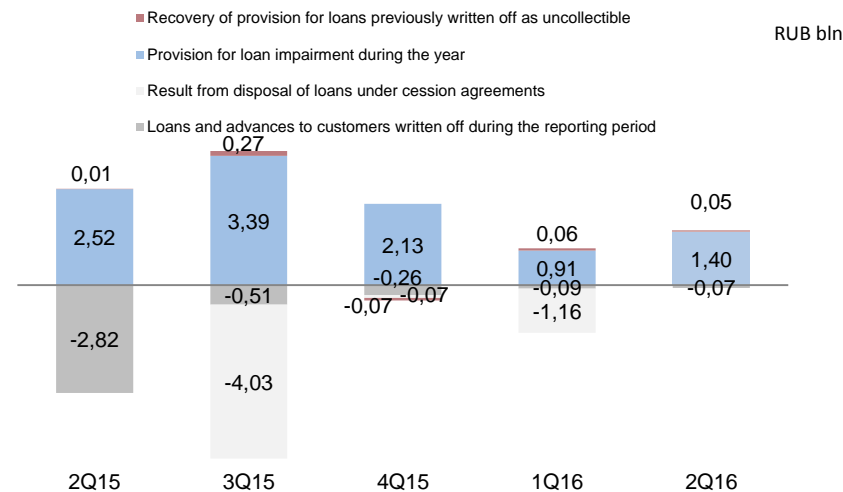 Recovery of provision for loans previously written off as uncollectible
RUB bln
Provision for loan impairment during the year
Result from disposal of loans under cession agreements
Loans and advances to customers written off during the reporting period
0,01
0,27
0,06
0,05
2,52
3,39
2,13
0,91
1,40
-2,82
-0,51
-0,26
-0,07
-0,07
-0,09
-0,07
-4,03
-1,16
2Q15
3Q15
4Q15
1Q16
2Q16